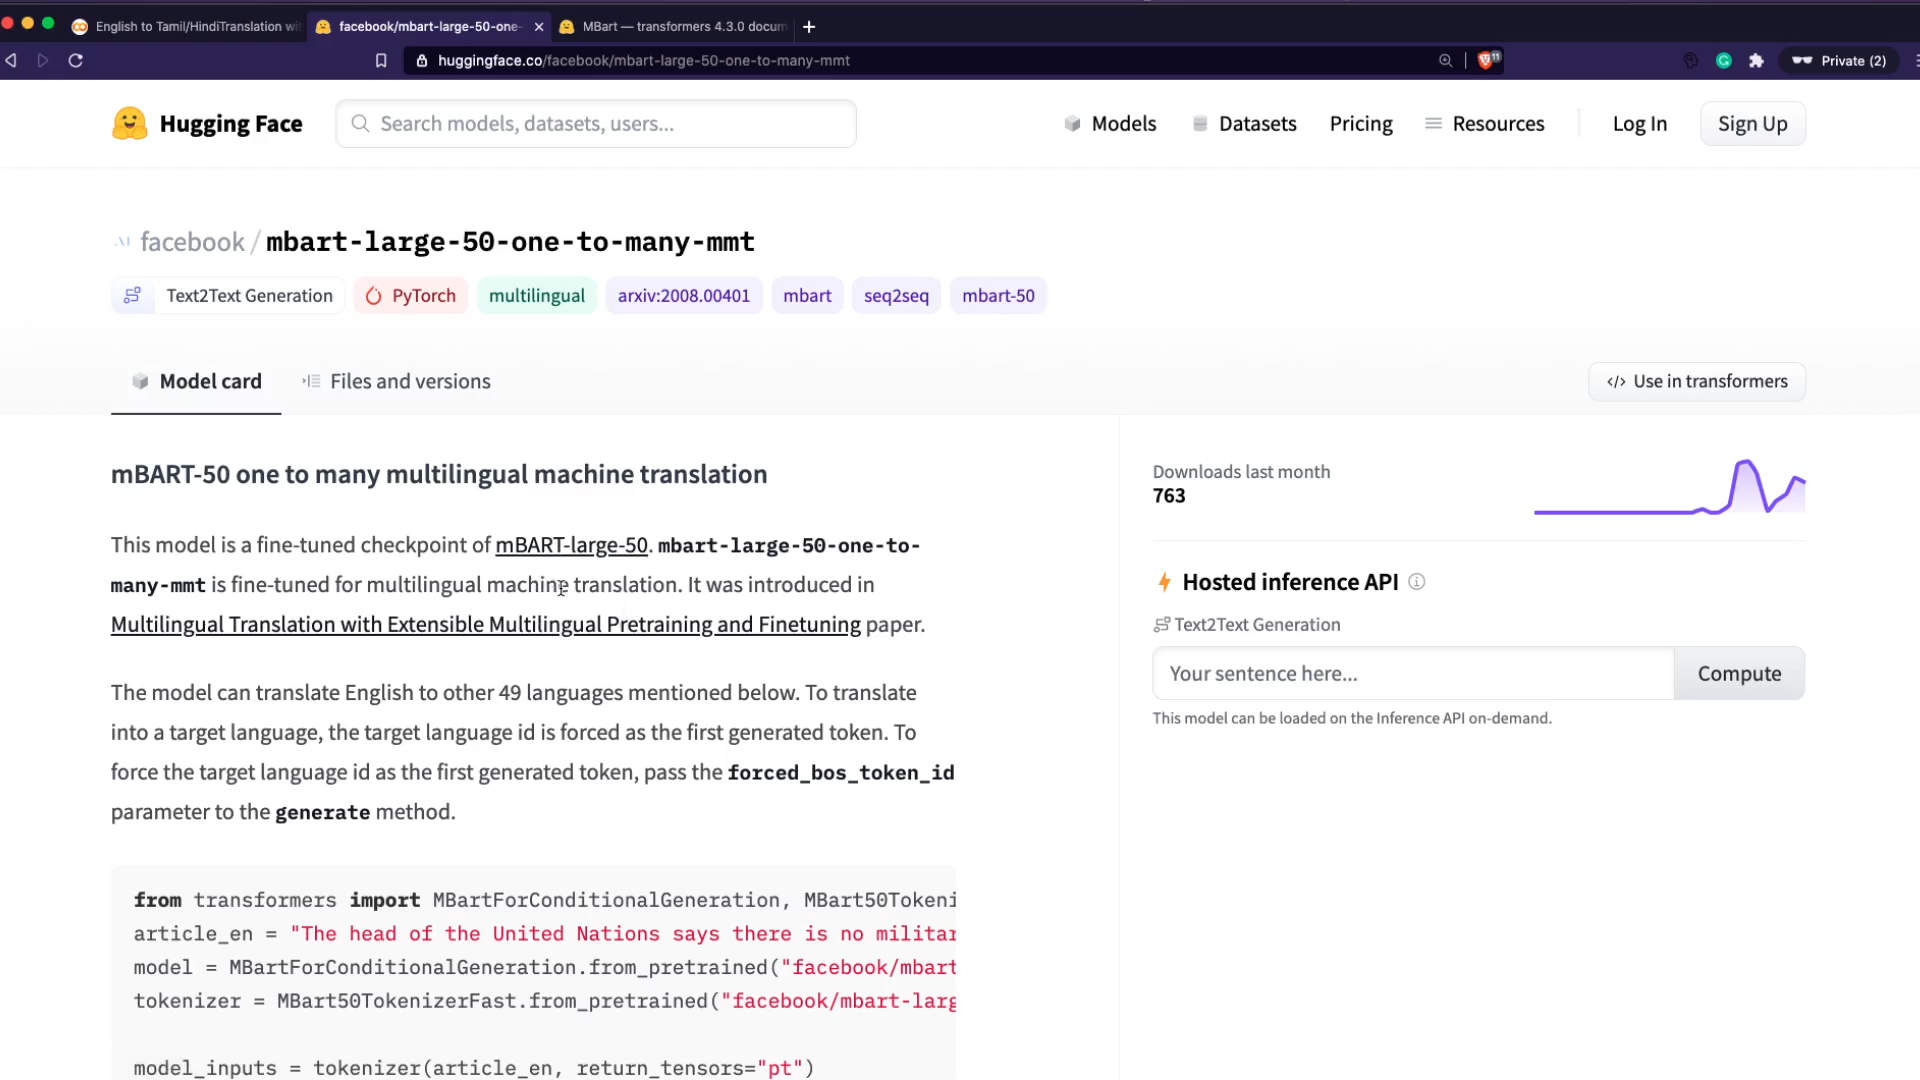 English to Tamil/HindiTranslation wi
facebook/mbart-large-50-one-
MBart — transformers 4.3.0 docum
huggingface.co/facebook/mbart-large-50-one-to-many-mmt
11
Private (2)
Hugging Face
Search models, datasets, users...
Models
Datasets
Pricing
Resources
Log In
Sign Up
facebook/mbart-large-50-one-to-many-mmt
Text2Text Generation
PyTorch
multilingual
arxiv:2008.00401
mbart
seq2seq
mbart-50
Model card
Files and versions
</> Use in transformers
mBART-50 one to many multilingual machine translation
This model is a fine-tuned checkpoint of mBART-large-50. mbart-large-50-one-to-
many-mmt is fine-tuned for multilingual machine translation. It was introduced in
Multilingual Translation with Extensible Multilingual Pretraining and Finetuning paper.
The model can translate English to other 49 languages mentioned below. To translate
into a target language, the target language id is forced as the first generated token. To
force the target language id as the first generated token, pass the forced_bos_token_id
parameter to the generate method.
from transformers import MBartForConditionalGeneration, MBart50Tokeni
article_en = "The head of the United Nations says there is no militar
model = MBartForConditionalGeneration.from_pretrained("facebook/mbart
tokenizer = MBart50TokenizerFast.from_pretrained("facebook/mbart-larg
model_inputs = tokenizer(article_en, return_tensors="pt")
Downloads last month
763
Hosted inference API
Text2Text Generation
Your sentence here...
Compute
This model can be loaded on the Inference API on-demand.